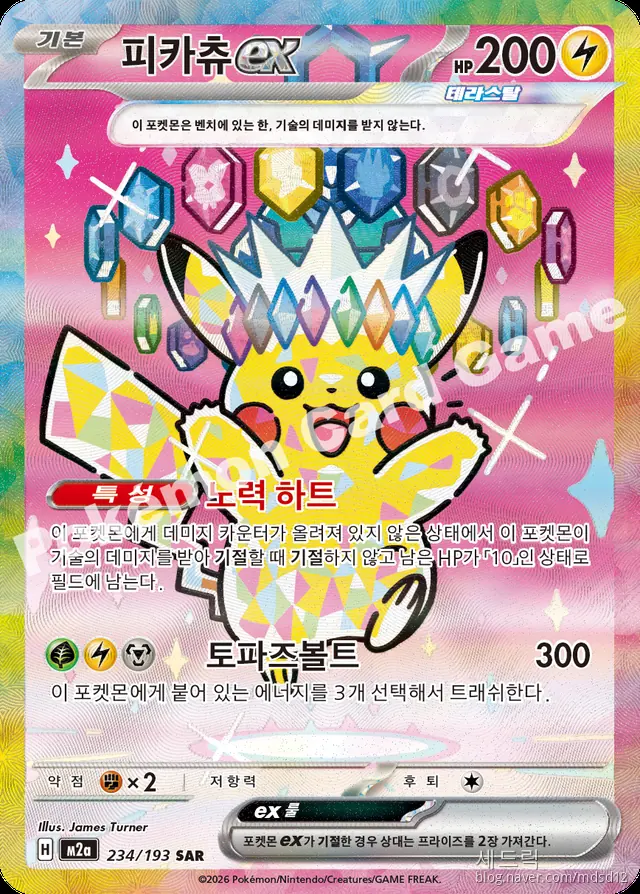 기본 피카츄ex HP200
테라스탈
이 포켓몬은 벤치에 있는 한, 기술의 데미지를 받지 않는다.
Pokémon Card Game
특성 노력 하트
이 포켓몬에게 데미지 카운터가 올려져 있지 않은 상태에서 이 포켓몬이
기술의 데미지를 받아 기절할 때 기절하지 않고 남은 HP가 「10」인 상태로
필드에 남는다.
토파즈볼트 300
이 포켓몬에게 붙어 있는 에너지를 3개 선택해서 트래쉬한다.
약점 ×2 저항력 후퇴
ex 룰
포켓몬 ex가 기절한 경우 상대는 프라이즈를 2장 가져간다.
Illus. James Turner
H M2a 234/193 SAR
©2026 Pokémon/Nintendo/Creatures/GAME FREAK.
세드릭
blog.naver.com/mdsd12